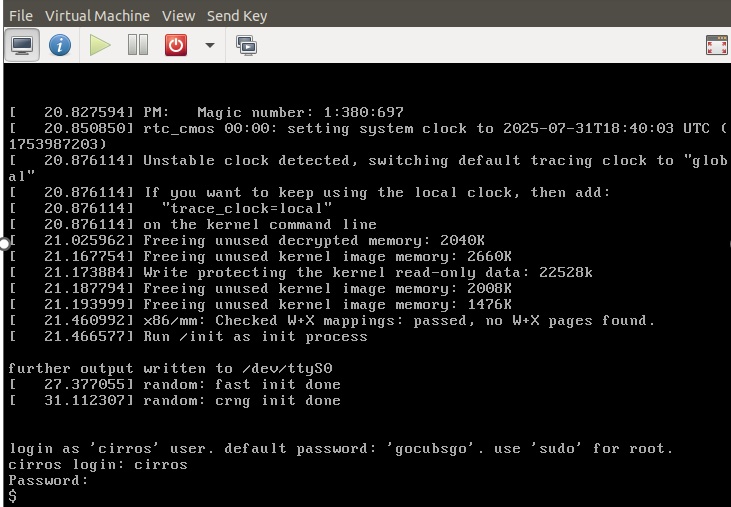 File Virtual Machine View Send Key
[   20.827594] PM:   Magic number: 1:380:697
[   20.850850] rtc_cmos 00:00: setting system clock to 2025-07-31T18:40:03 UTC (
1753987203)
[   20.876114] Unstable clock detected, switching default tracing clock to "glob
al"
[   20.876114] If you want to keep using the local clock, then add:
[   20.876114]   "trace_clock=local"
[   20.876114] on the kernel command line
[   21.025962] Freeing unused decrypted memory: 2040K
[   21.167754] Freeing unused kernel image memory: 2660K
[   21.173884] Write protecting the kernel read-only data: 22528k
[   21.187794] Freeing unused kernel image memory: 2008K
[   21.193999] Freeing unused kernel image memory: 1476K
[   21.460992] x86/mm: Checked W+X mappings: passed, no W+X pages found.
[   21.466577] Run /init as init process
further output written to /dev/ttyS0
[   27.377055] random: fast init done
[   31.112307] random: crng init done
login as 'cirros' user. default password: 'gocubsgo'. use 'sudo' for root.
cirros login: cirros
Password:
$